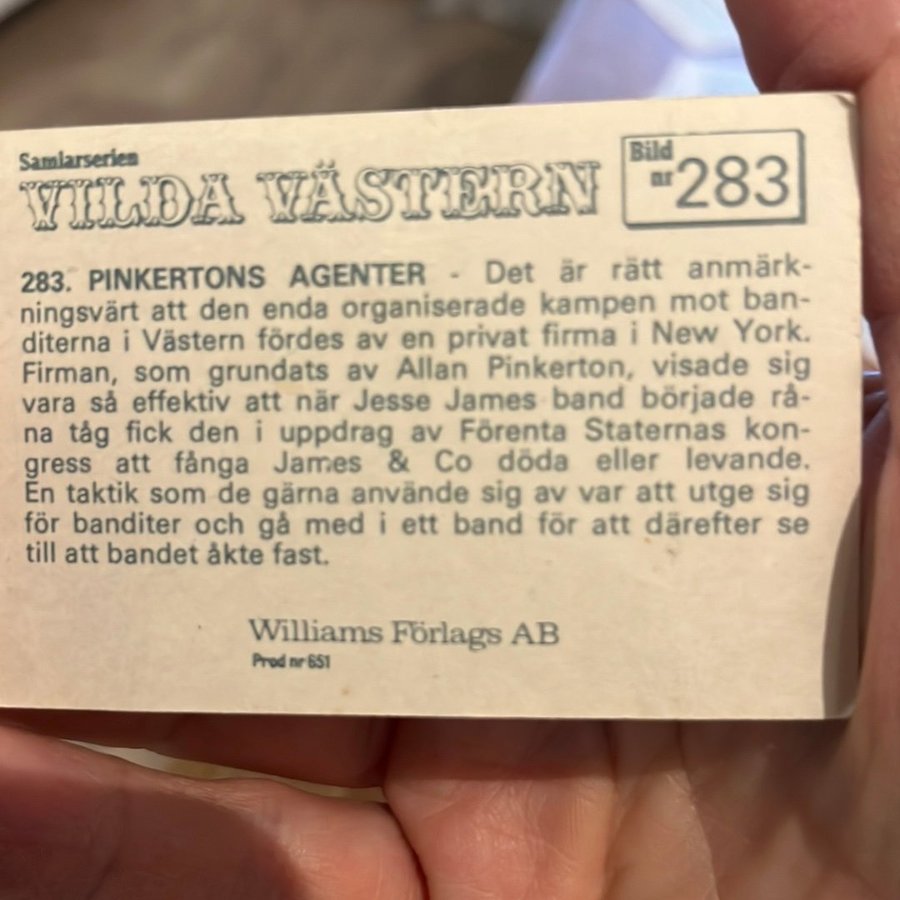 Samlarserien
VILDA VÄSTERN
Bild
nr 283
283. PINKERTONS AGENTER - Det är rätt anmärk-
ningsvärt att den enda organiserade kampen mot ban-
diterna i Västern fördes av en privat firma i New York.
Firman, som grundats av Allan Pinkerton, visade sig
vara så effektiv att när Jesse James band började rå-
na tåg fick den i uppdrag av Förenta Staternas kon-
gress att fånga James & Co döda eller levande.
En taktik som de gärna använde sig av var att utge sig
för banditer och gå med i ett band för att därefter se
till att bandet åkte fast.
Williams Förlags AB
Prod nr 651